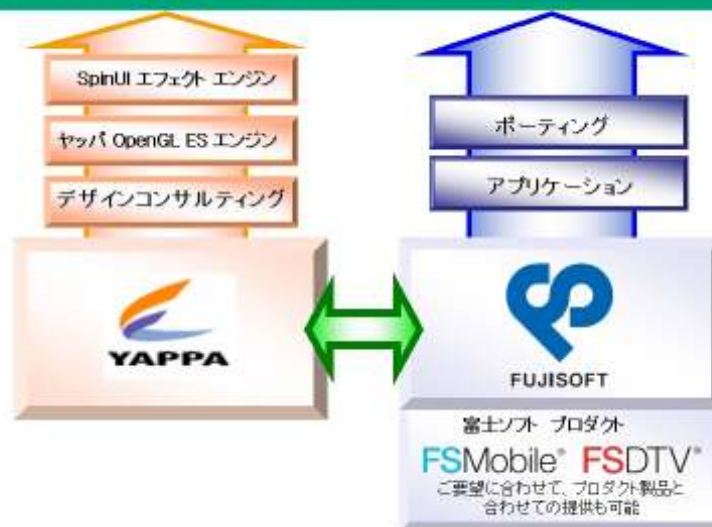 SpinUI エフェクト エンジン
ヤッパ OpenGL ES エンジン
デザインコンサルティング
YAPPA
ポーティング
アプリケーション
FUJISOFT
富士ソフト プロダクト
FSMobile® FSDTV®
ご要望に合わせて、プロダクト製品と
合わせての提供も可能